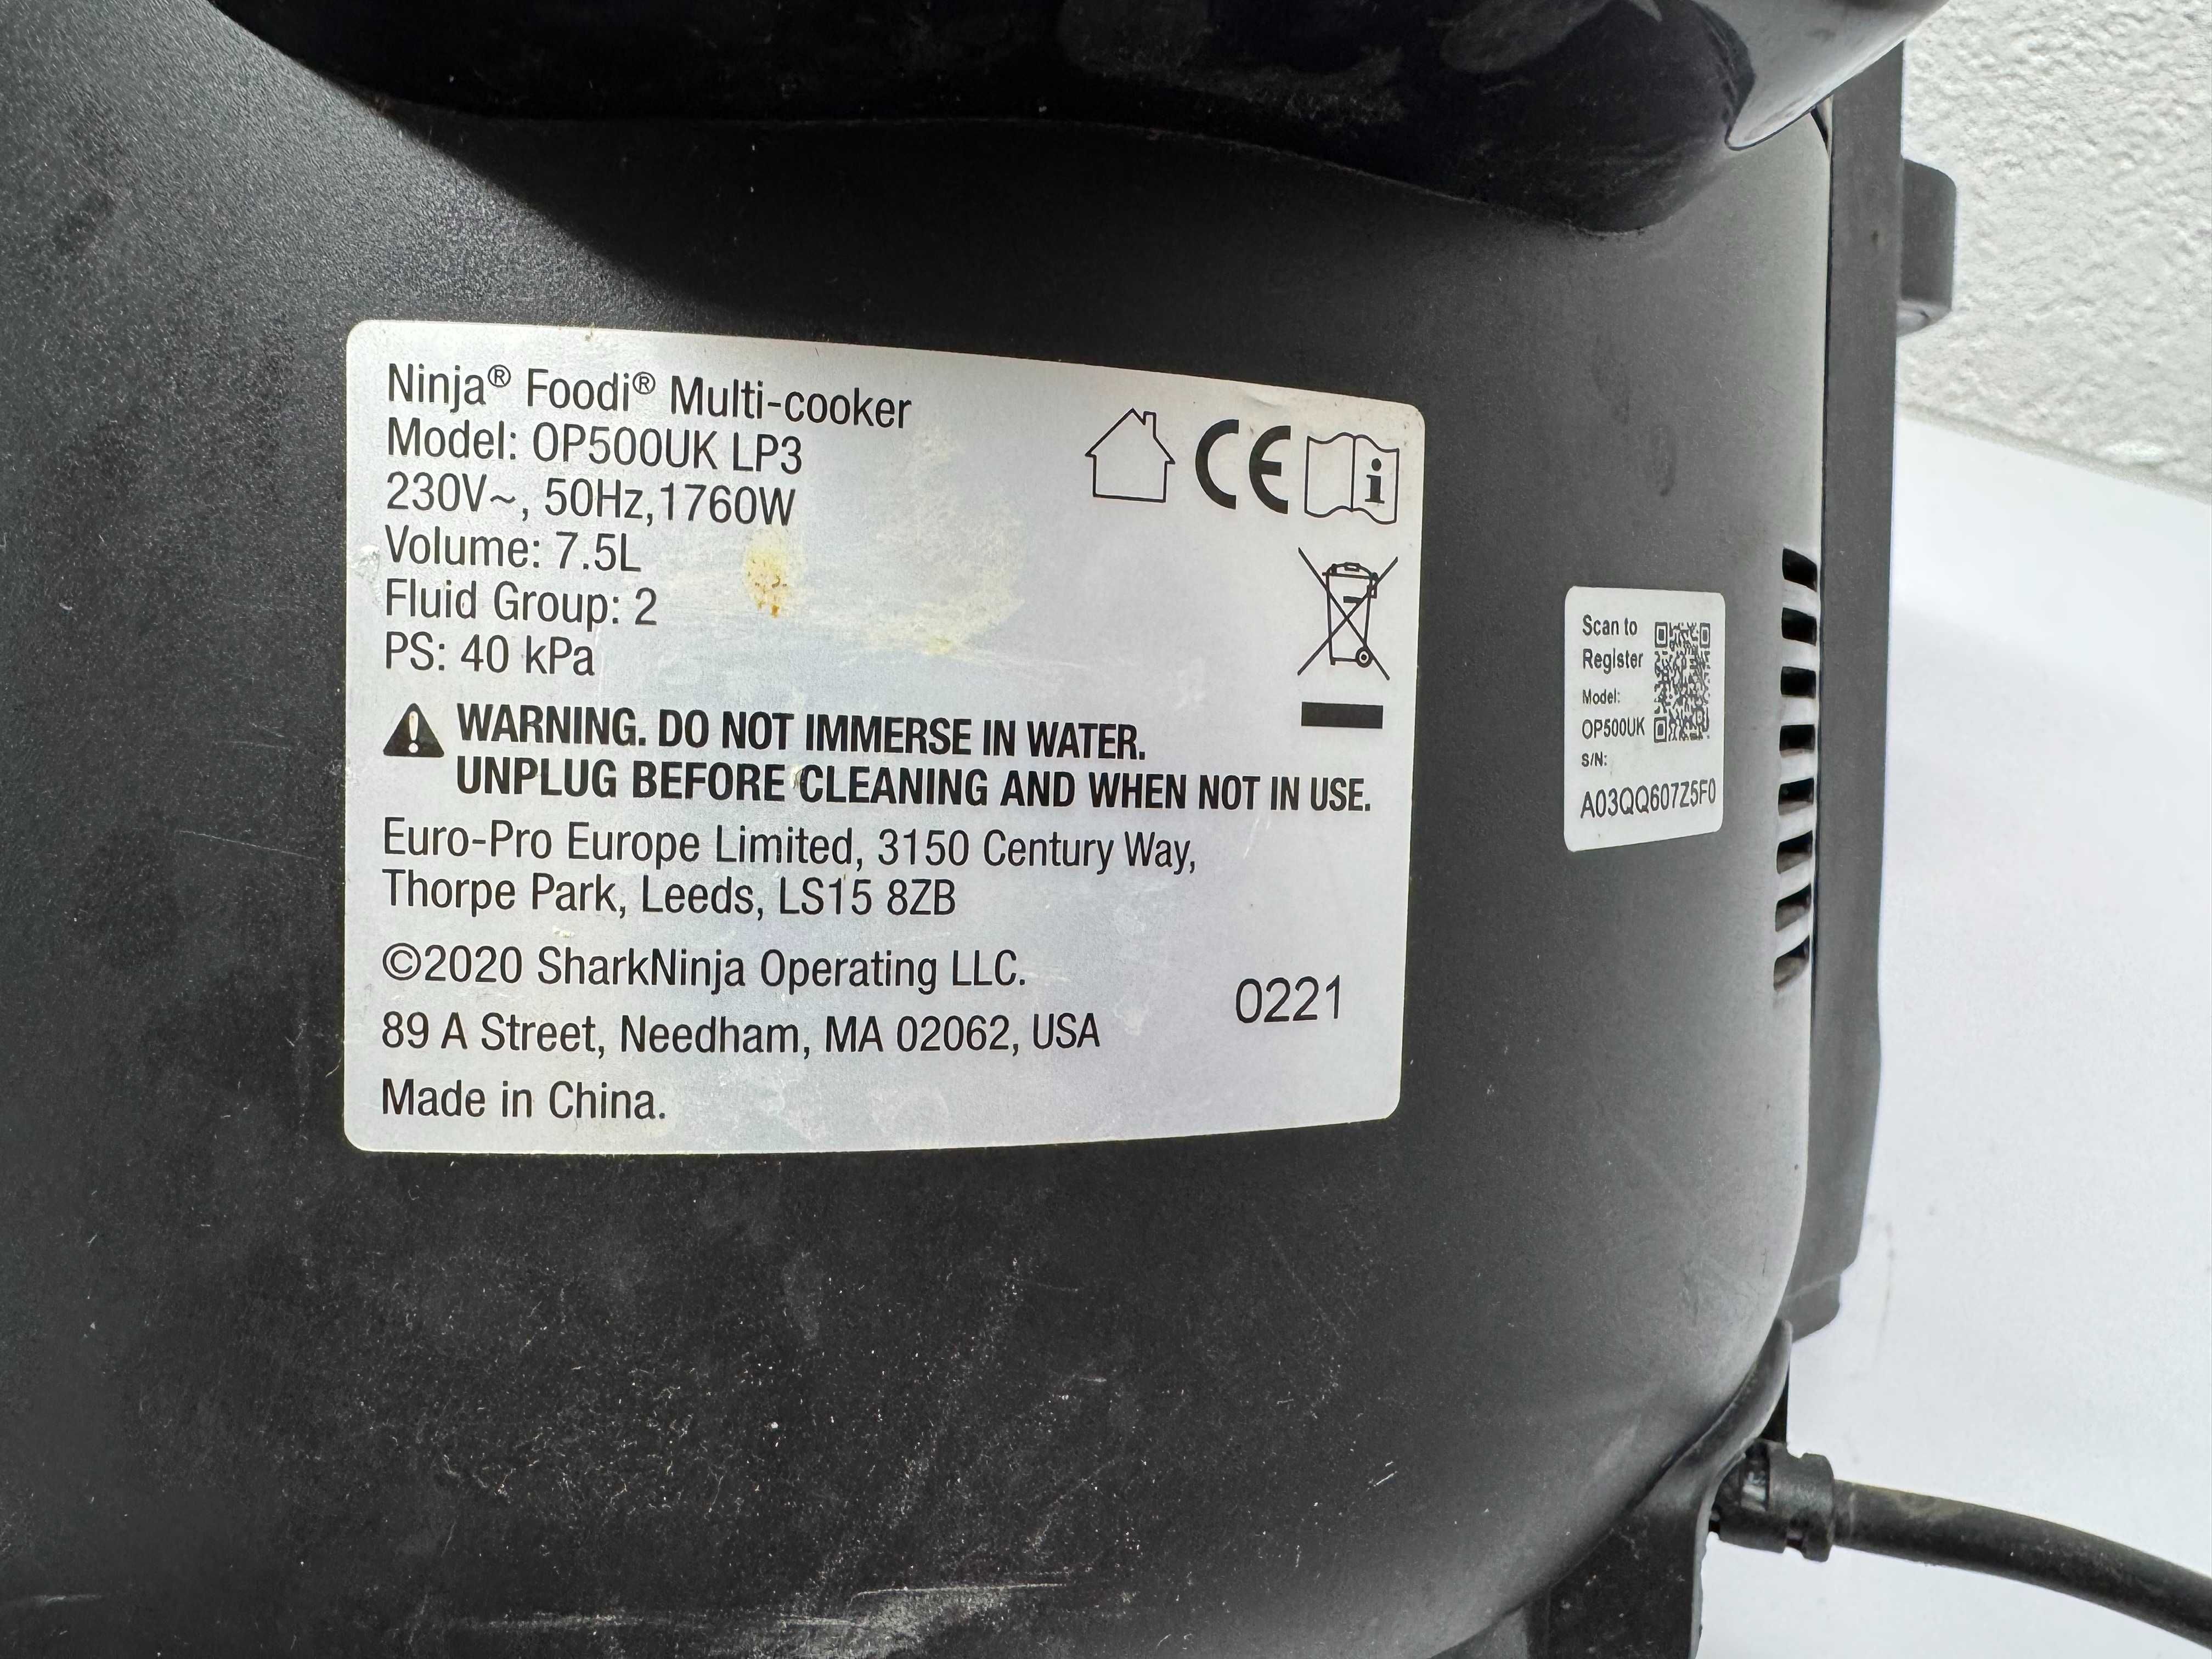 Ninja® Foodi® Multi-cooker
Model: OP500UK LP3
230V~, 50Hz,1760W
Volume: 7.5L
Fluid Group: 2
PS: 40 kPa
CE
i
WARNING. DO NOT IMMERSE IN WATER.
UNPLUG BEFORE CLEANING AND WHEN NOT IN USE.
Euro-Pro Europe Limited, 3150 Century Way,
Thorpe Park, Leeds, LS15 8ZB
©2020 SharkNinja Operating LLC.
0221
89 A Street, Needham, MA 02062, USA
Made in China.
Scan to
Register
Model:
OP500UK
S/N:
A03QQ607Z5F0